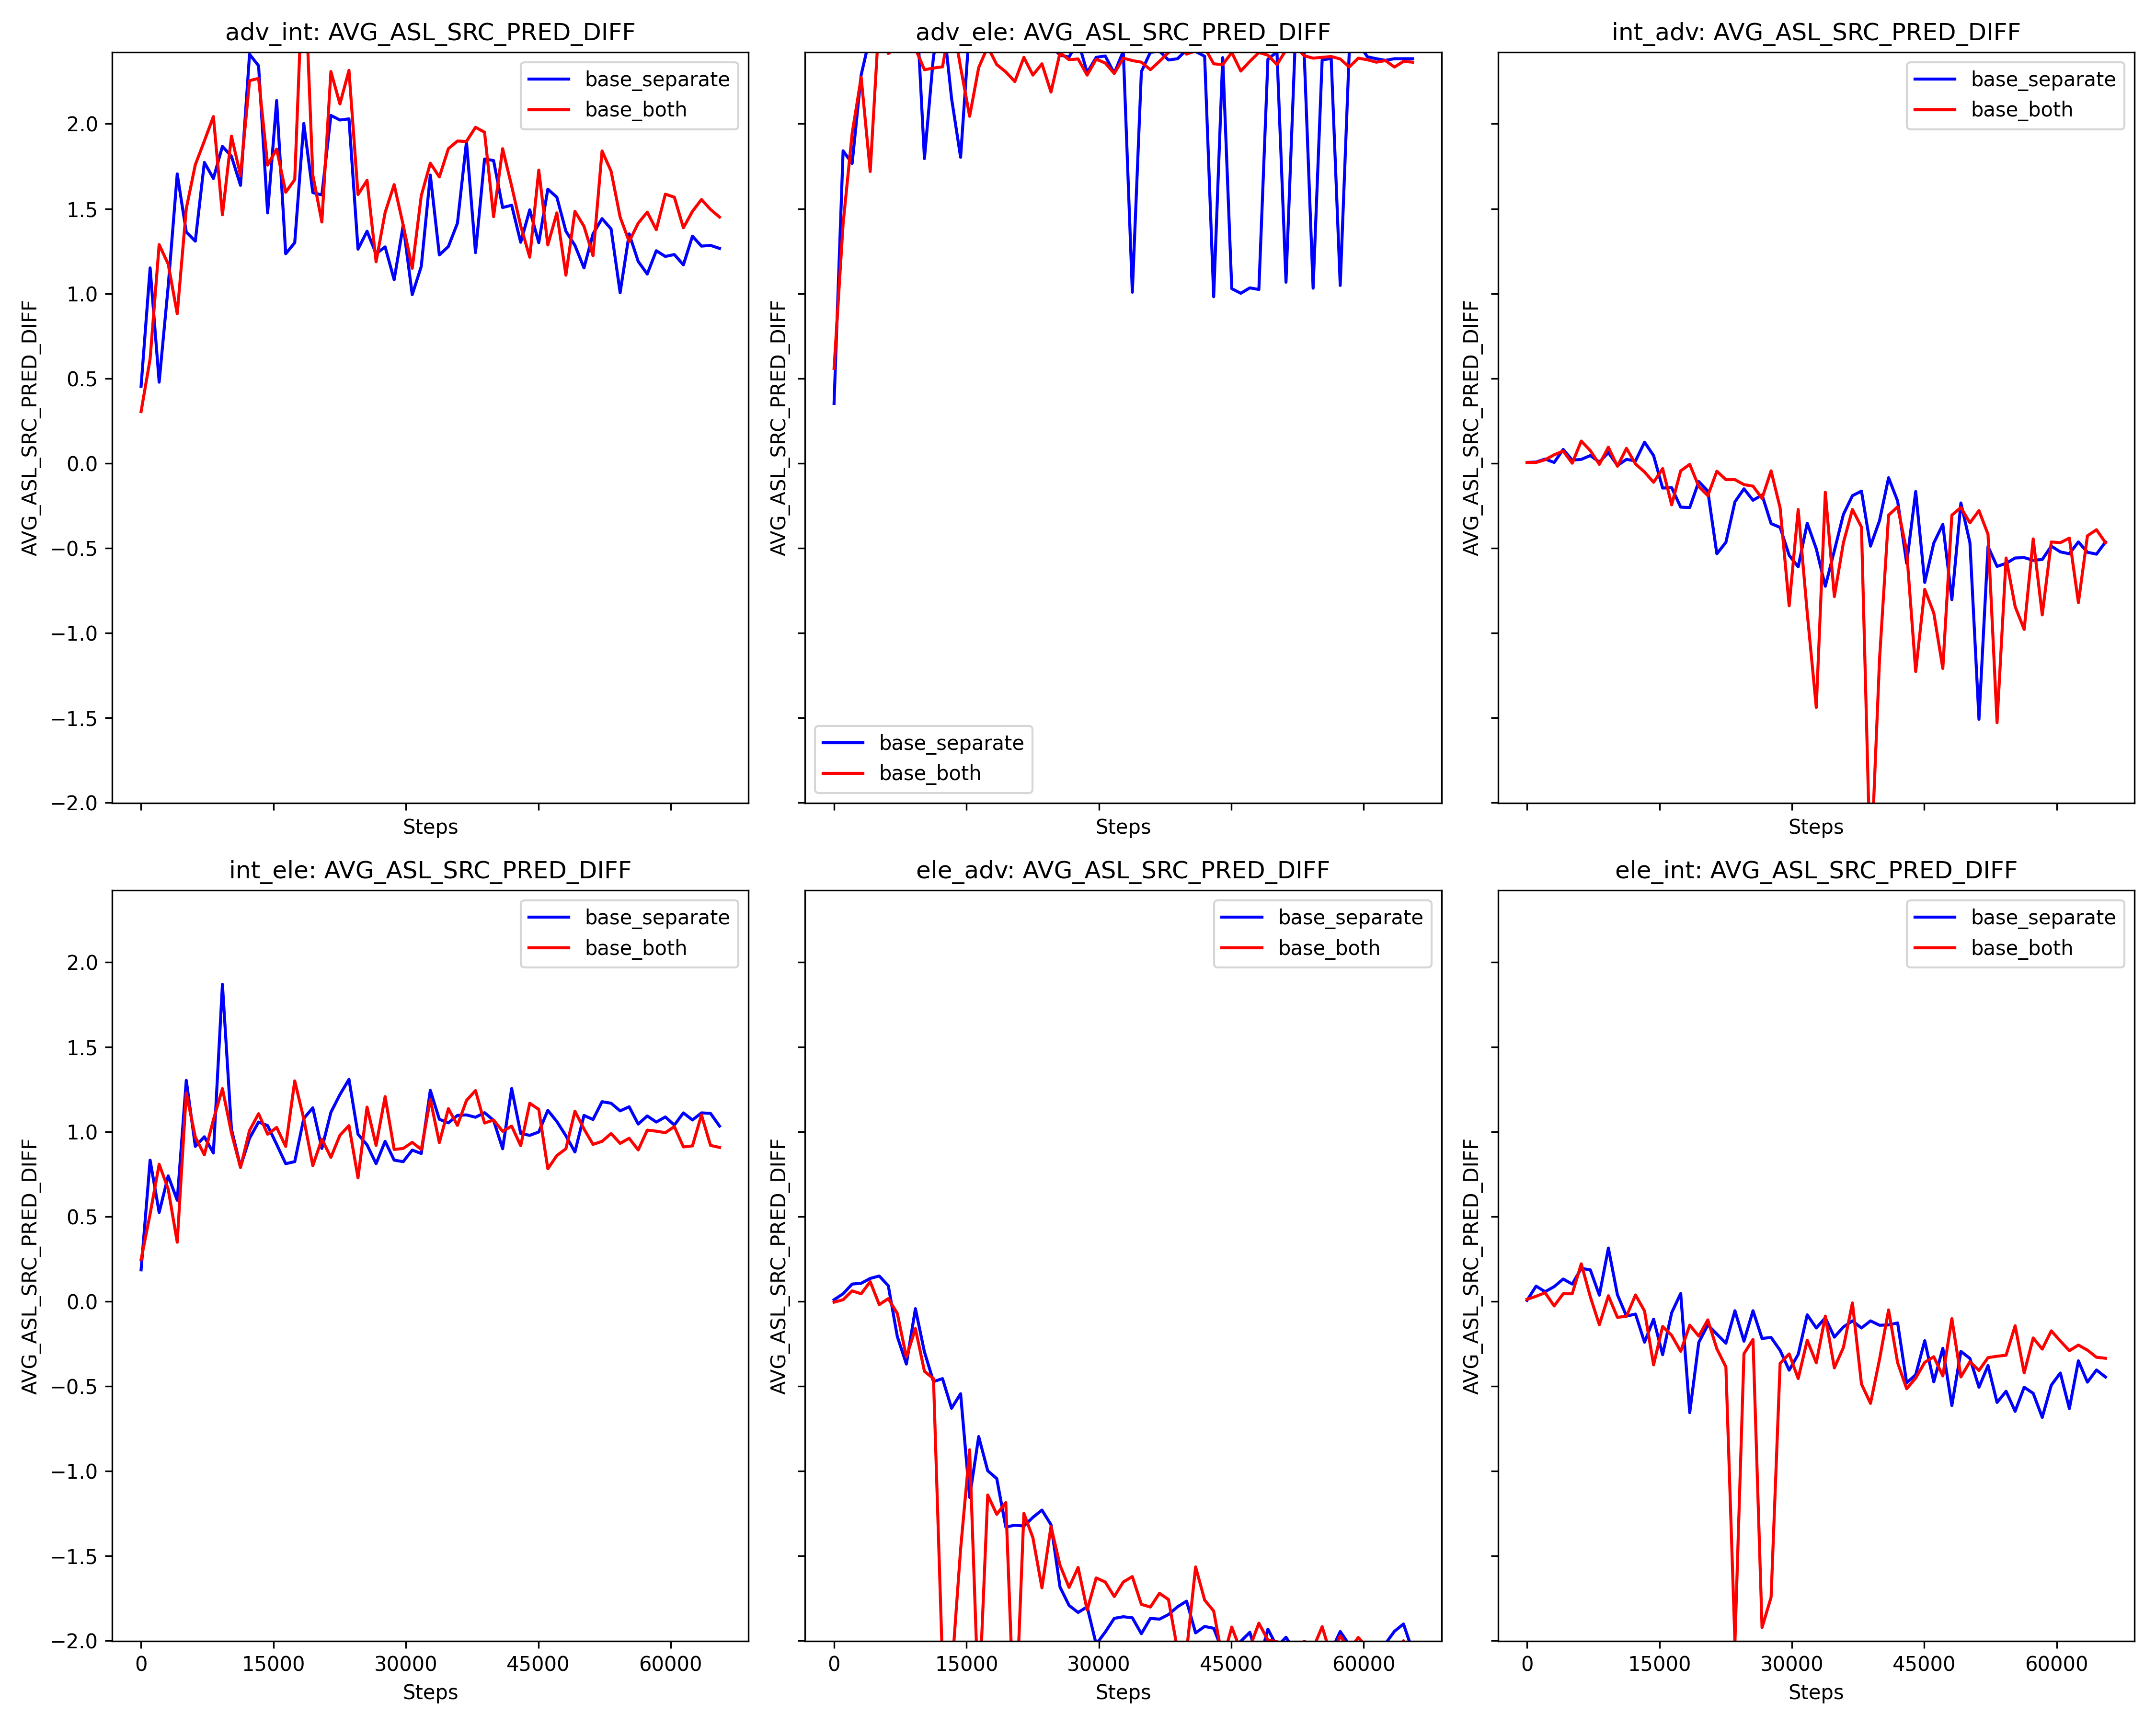 adv_int: AVG_ASL_SRC_PRED_DIFF
AVG_ASL_SRC_PRED_DIFF
2.0
1.5
1.0
0.5
0.0
−0.5
−1.0
−1.5
−2.0
base_separate
base_both
Steps
adv_ele: AVG_ASL_SRC_PRED_DIFF
AVG_ASL_SRC_PRED_DIFF
base_separate
base_both
Steps
int_adv: AVG_ASL_SRC_PRED_DIFF
AVG_ASL_SRC_PRED_DIFF
base_separate
base_both
Steps
int_ele: AVG_ASL_SRC_PRED_DIFF
AVG_ASL_SRC_PRED_DIFF
2.0
1.5
1.0
0.5
0.0
−0.5
−1.0
−1.5
−2.0
base_separate
base_both
0 15000 30000 45000 60000
Steps
ele_adv: AVG_ASL_SRC_PRED_DIFF
AVG_ASL_SRC_PRED_DIFF
base_separate
base_both
0 15000 30000 45000 60000
Steps
ele_int: AVG_ASL_SRC_PRED_DIFF
AVG_ASL_SRC_PRED_DIFF
base_separate
base_both
0 15000 30000 45000 60000
Steps